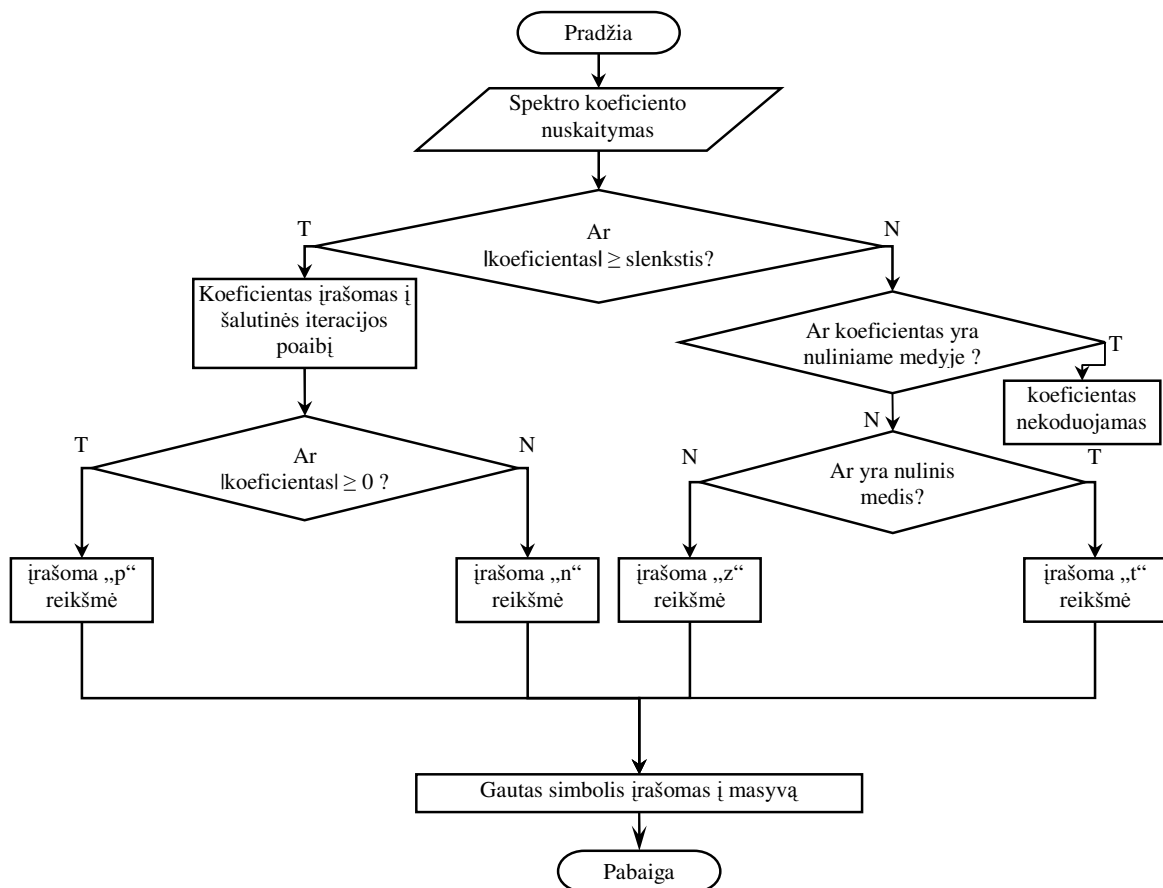 Pradžia
Spektro koeficiento
nuskaitymas
T
N
Ar
|koeficientas| ≥ slenkstis?
Koeficientas įrašomas į
šalutinės iteracijos
poaibį
Ar koeficientas yra
nuliniame medyje ?
T
koeficientas
nekoduojamas
N
T
N
Ar
|koeficientas| ≥ 0 ?
N
T
Ar yra nulinis
medis?
įrašoma „p“
reikšmė
įrašoma „n“
reikšmė
įrašoma „z“
reikšmė
įrašoma „t“
reikšmė
Gautas simbolis įrašomas į masyvą
Pabaiga